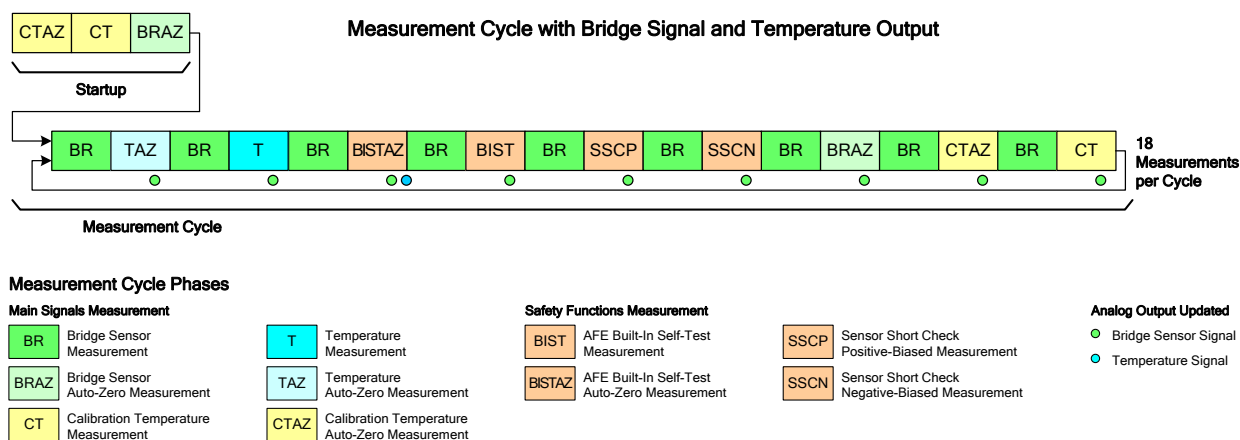 CTAZ CT BRAZ
Measurement Cycle with Bridge Signal and Temperature Output
Startup
BR TAZ BR T BR BISTAZ BR BIST BR SSCP BR SSCN BR BRAZ BR CTAZ BR CT
18
Measurements
per Cycle
Measurement Cycle
Measurement Cycle Phases
Main Signals Measurement
BR
Bridge Sensor
Measurement
T
Temperature
Measurement
BRAZ
Bridge Sensor
Auto-Zero Measurement
TAZ
Temperature
Auto-Zero Measurement
CT
Calibration Temperature
Measurement
CTAZ
Calibration Temperature
Auto-Zero Measurement
Safety Functions Measurement
BIST
AFE Built-In Self-Test
Measurement
SSCP
Sensor Short Check
Positive-Biased Measurement
BISTAZ
AFE Built-In Self-Test
Auto-Zero Measurement
SSCN
Sensor Short Check
Negative-Biased Measurement
Analog Output Updated
Bridge Sensor Signal
Temperature Signal